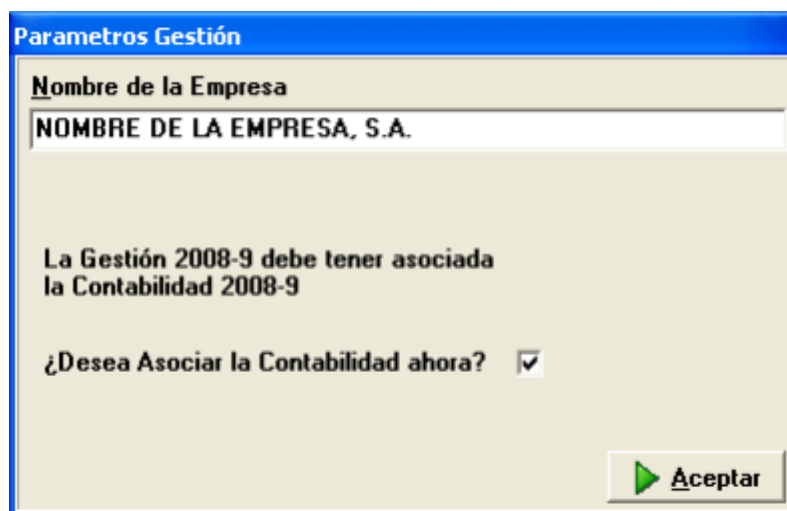 Parametros Gestión
Nombre de la Empresa
NOMBRE DE LA EMPRESA, S.A.
La Gestión 2008-9 debe tener asociada
la Contabilidad 2008-9
¿Desea Asociar la Contabilidad ahora?
Aceptar